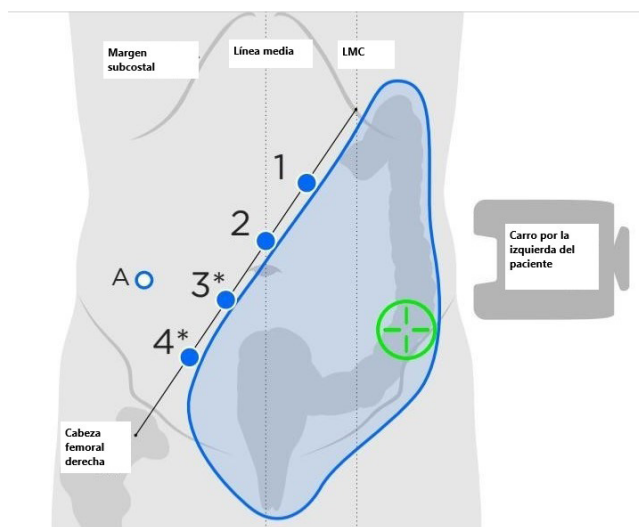 Margen
subcostal
Línea media
LMC
1
2
A
3*
4*
Carro por la
izquierda del
paciente
Cabeza
femoral
derecha